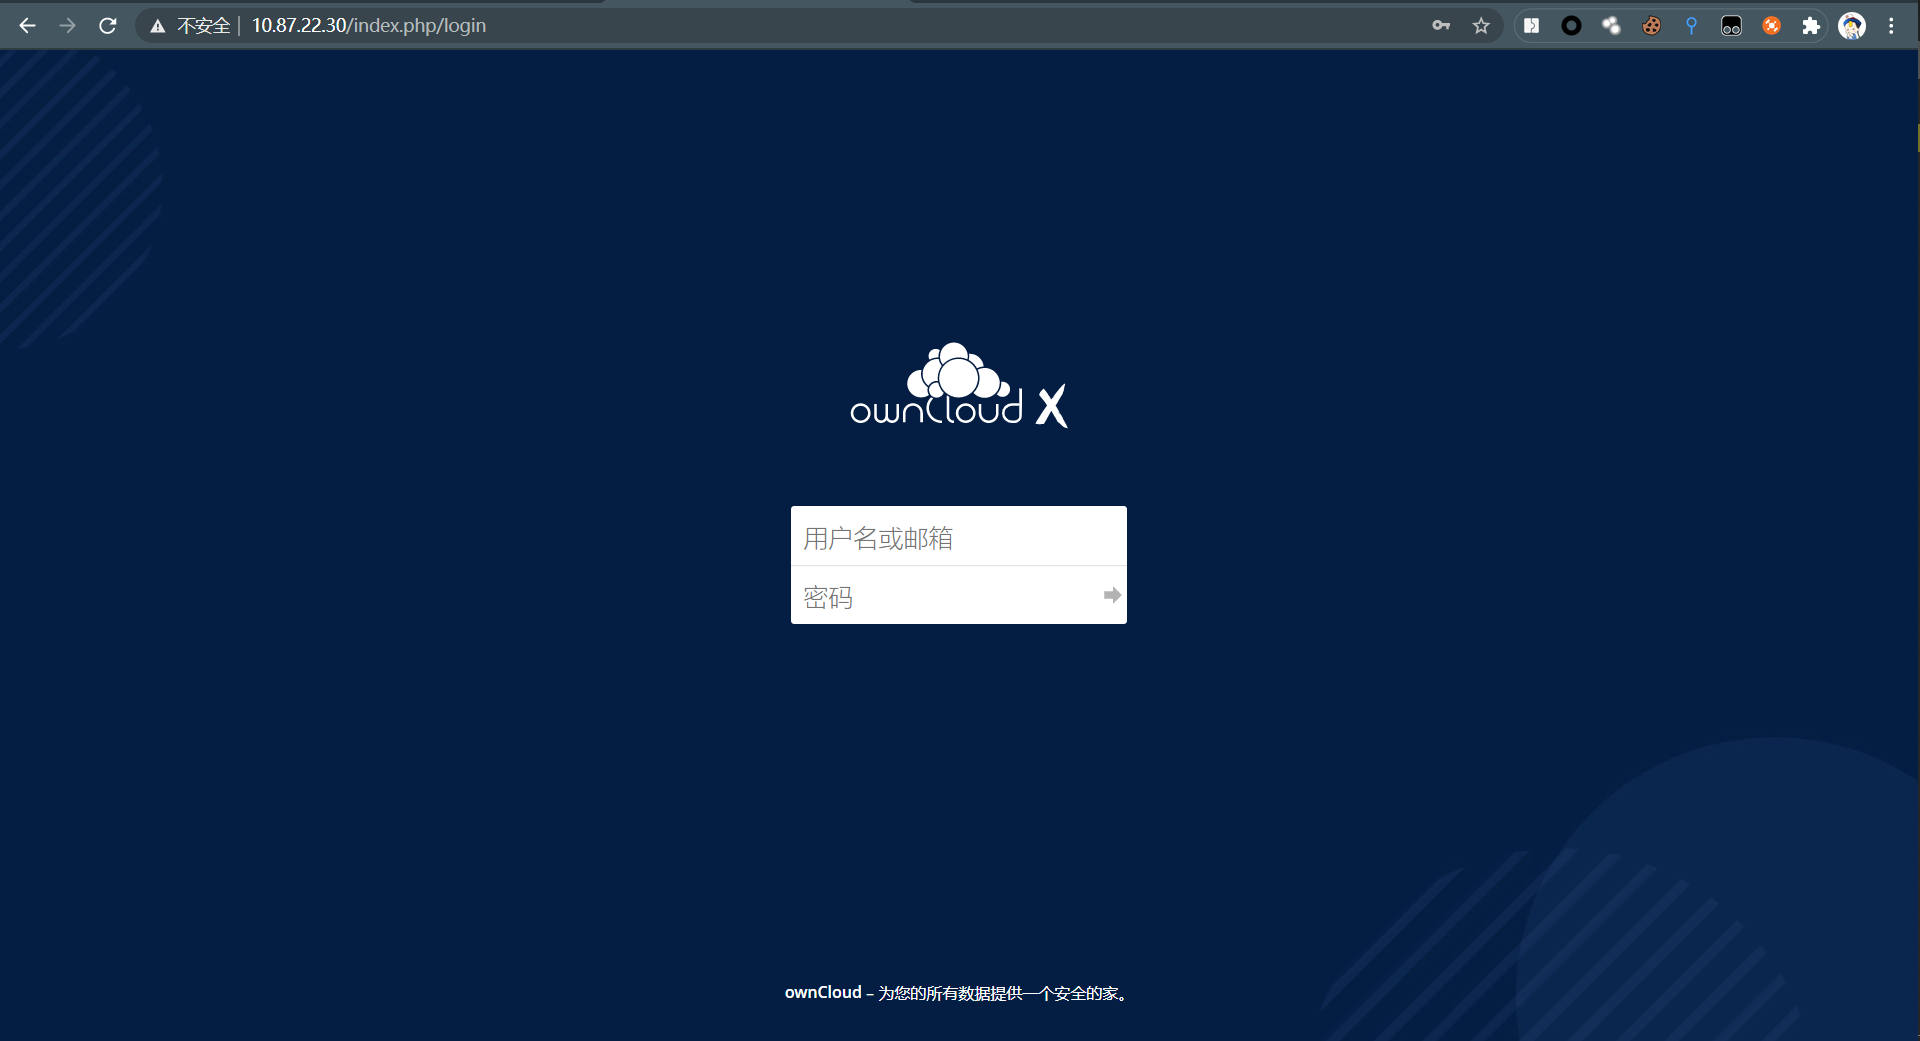 不安全 | 10.87.22.30/index.php/login
ownCloud X
用户名或邮箱
密码
ownCloud – 为您的所有数据提供一个安全的家。